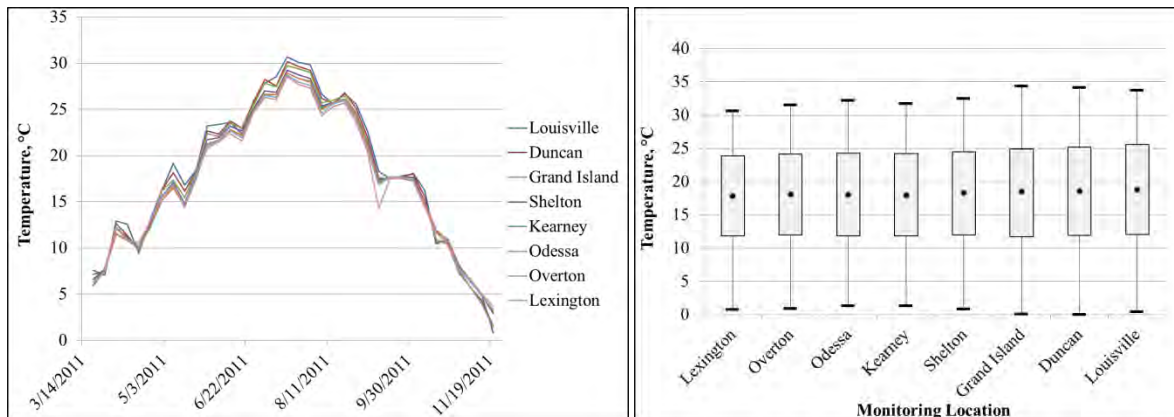 35
30
25
20
15
10
5
0
Temperature, °C
3/14/2011
5/3/2011
6/22/2011
8/11/2011
9/30/2011
11/19/2011
Louisville
Duncan
Grand Island
Shelton
Kearney
Odessa
Overton
Lexington
40
35
30
25
20
15
10
5
0
Temperature, °C
Lexington
Overton
Odessa
Kearney
Shelton
Grand Island
Duncan
Louisville
Monitoring Location